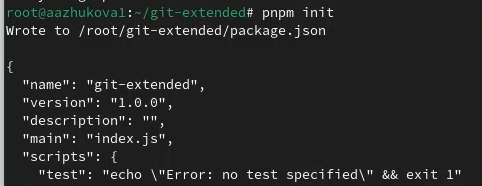 root@aazhukova1:~/git-extended# pnpm init
Wrote to /root/git-extended/package.json
{
"name": "git-extended",
"version": "1.0.0",
"description": "",
"main": "index.js",
"scripts": {
"test": "echo \"Error: no test specified\" && exit 1"